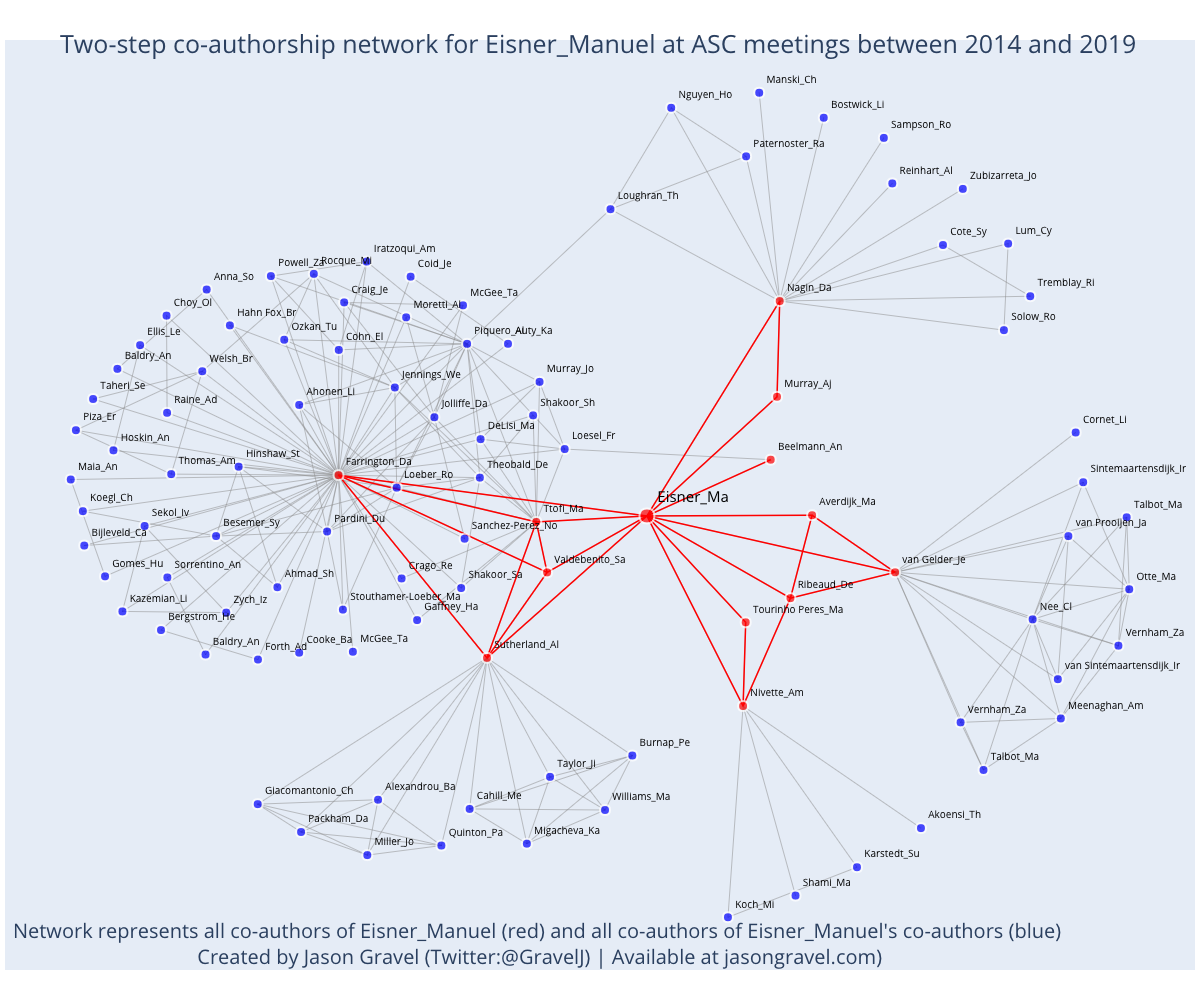 Two-step co-authorship network for Eisner_Manuel at ASC meetings between 2014 and 2019
Manski_Ch
Nguyen_Ho
Bostwick_Li
Sampson_Ro
Paternoster_Ra
Reinhart_Al
Zubizarreta_Jo
Loughran_Th
Cote_Sy
Lum_Cy
Iratzoqui_Am
Powell_Za
Rocque_Mi
Coid_Je
Anna_So
Tremblay_Ri
Nagin_Da
Craig_Je
McGee_Ta
Choy_Ol
Moretti_Al
Hahn Fox_Br
Solow_Ro
Ozkan_Tu
Ellis_Le
Cohn_El
Piquero_Al
Auty_Ka
Baldry_An
Welsh_Br
Murray_Jo
Jennings_We
Taheri_Se
Murray_Aj
Ahonen_Li
Raine_Ad
Jolliffe_Da
Shakoor_Sh
Piza_Er
Cornet_Li
DeLisi_Ma
Hoskin_An
Loesel_Fr
Beelmann_An
Hinshaw_St
Farrington_Da
Thomas_Am
Theobald_De
Maia_An
Sintemaartensdijk_Ir
Loeber_Ro
Koegl_Ch
Eisner_Ma
Averdijk_Ma
Talbot_Ma
Sekol_Iv
Ttofi_Ma
Besemer_Sy
Pardini_Du
Sanchez-Perez_No
van Prooijen_Ja
Bijleveld_Ca
Gomes_Hu
Sorrentino_An
Crago_Re
Valdebenito_Sa
van Gelder_Je
Ahmad_Sh
Shakoor_Sa
Otte_Ma
Ribeaud_De
Kazemian_Li
Zych_Iz
Stouthamer-Loeber_Ma
Gaffney_Ha
Tourinho Peres_Ma
Nee_Cl
Bergstrom_He
Baldry_An
Forth_Ad
Cooke_Ba
McGee_Ta
Sutherland_Al
Vernham_Za
van Sintemaartensdijk_Ir
Nivette_Am
Vernham_Za
Meenaghan_Am
Burnap_Pe
Talbot_Ma
Taylor_Ji
Giacomantonio_Ch
Alexandrou_Ba
Cahill_Me
Williams_Ma
Packham_Da
Akoensi_Th
Miller_Jo
Quinton_Pa
Migacheva_Ka
Karstedt_Su
Shami_Ma
Koch_Mi
Network represents all co-authors of Eisner_Manuel (red) and all co-authors of Eisner_Manuel's co-authors (blue)
Created by Jason Gravel (Twitter:@GravelJ) | Available at jasongravel.com)